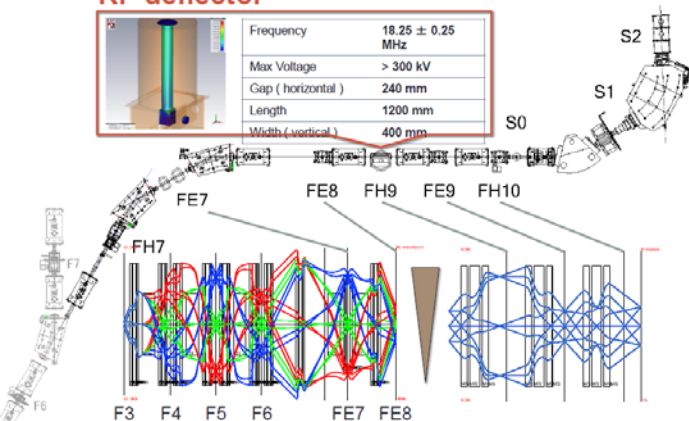 RF deflector
Frequency 18.25 ± 0.25 MHz
Max Voltage > 300 kV
Gap ( horizontal ) 240 mm
Length 1200 mm
Width ( vertical ) 400 mm
S2
S1
S0
FE7
FE8
FH9
FE9
FH10
FH7
F7
F6
F3 F4 F5 F6 FE7 FE8